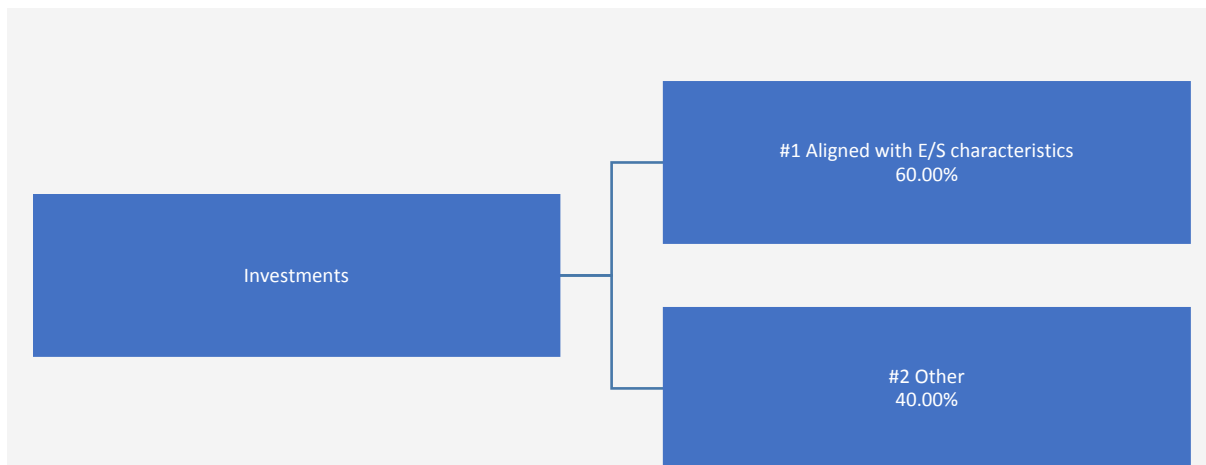 #1 Aligned with E/S characteristics
60.00%
Investments
#2 Other
40.00%